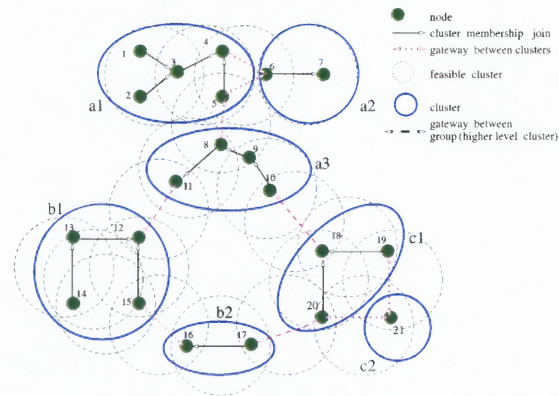 node
cluster membership join
gateway between clusters
feasible cluster
cluster
gateway between
group (higher level cluster)
1
2
3
4
5
6
7
a1
a2
8
9
10
11
a3
b1
13
12
14
15
c1
18
19
20
21
c2
b2
16
17